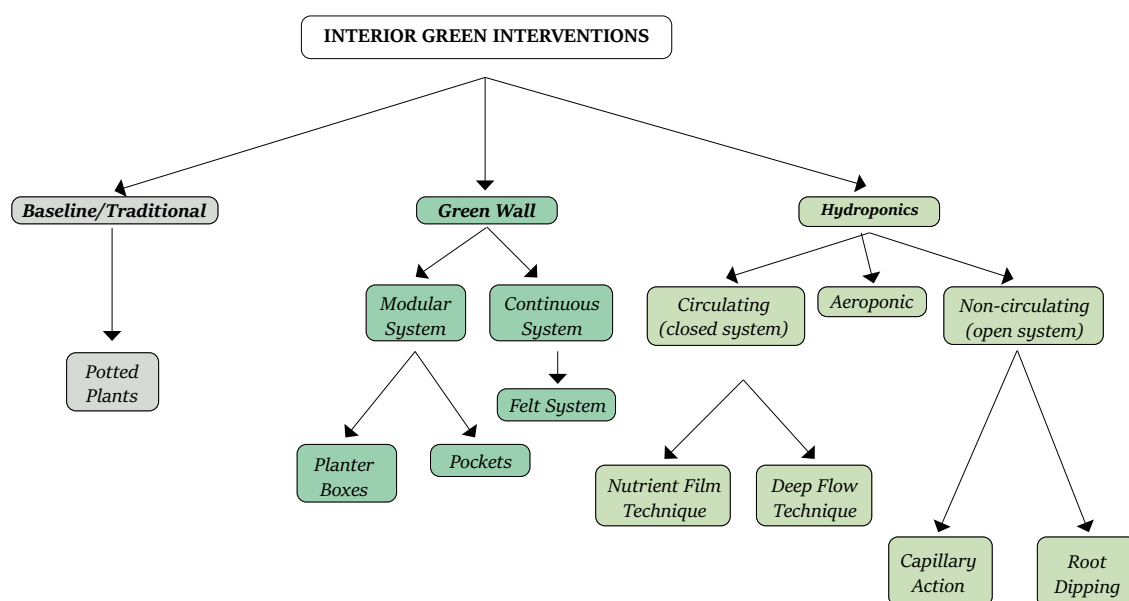 INTERIOR GREEN INTERVENTIONS
Baseline/Traditional
Green Wall
Hydroponics
Modular
System
Continuous
System
Circulating
(closed system)
Aeroponic
Non-circulating
(open system)
Potted
Plants
Felt System
Planter
Boxes
Pockets
Nutrient Film
Technique
Deep Flow
Technique
Capillary
Action
Root
Dipping